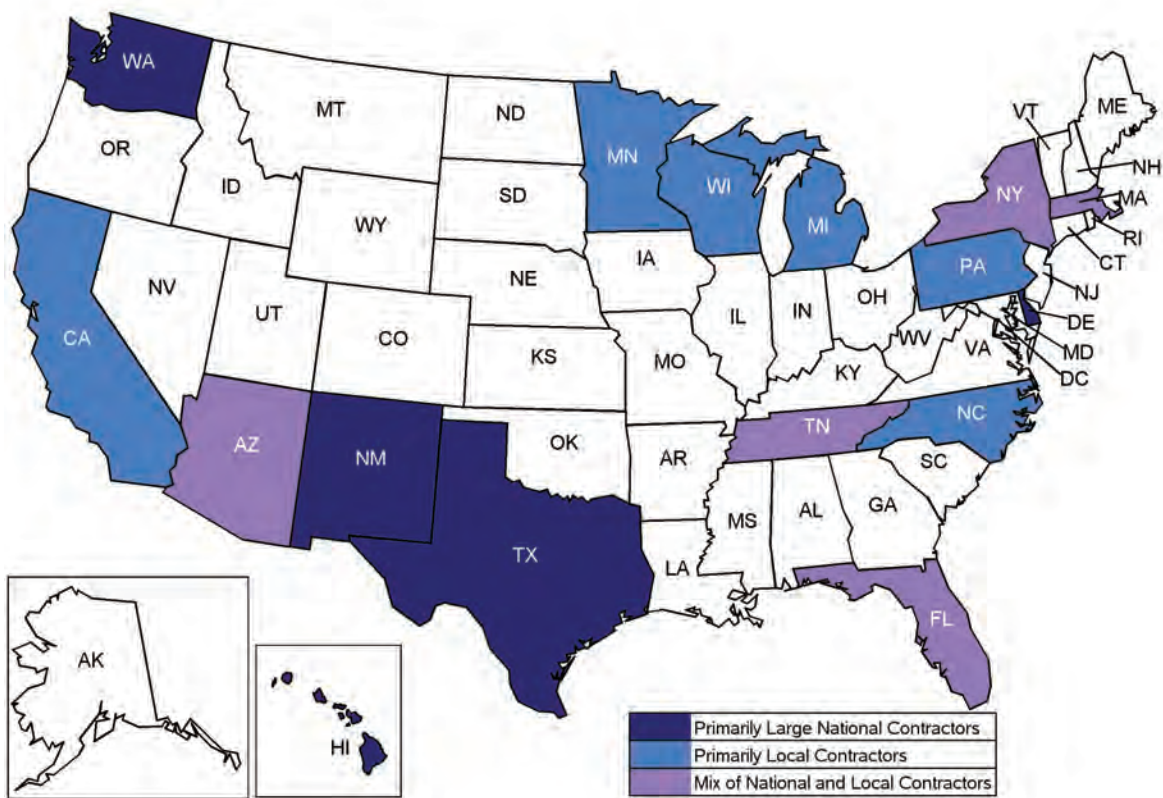 WA
MT
ND
MN
VT
ME
OR
ID
SD
WI
NH
NY
MA
WY
MI
RI
IA
PA
CT
NE
NV
OH
NJ
UT
IL
IN
DE
CA
CO
WV
VA
MD
KS
MO
KY
DC
NC
TN
AZ
OK
NM
AR
SC
MS
AL
GA
TX
LA
FL
AK
HI
Primarily Large National Contractors
Primarily Local Contractors
Mix of National and Local Contractors